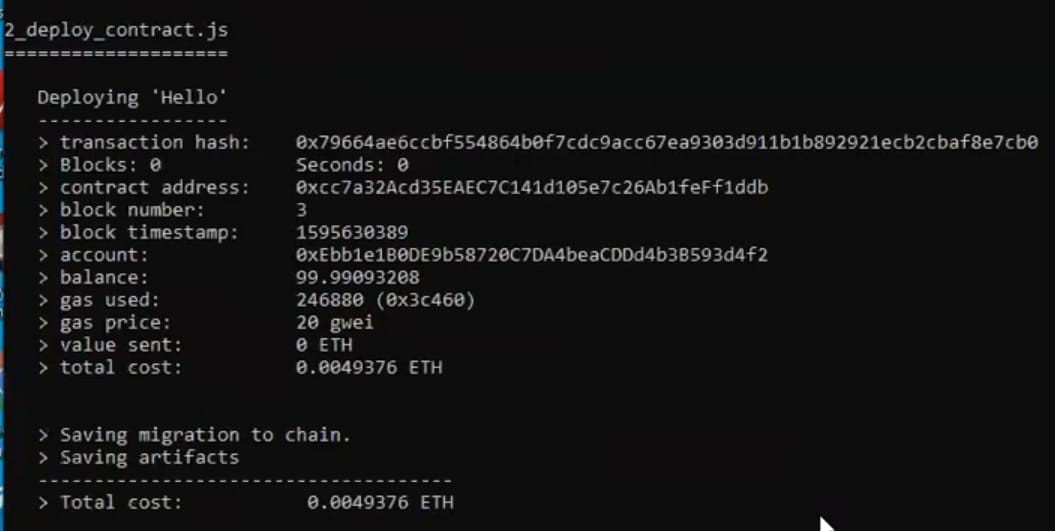 2_deploy_contract.js
====================
Deploying 'Hello'
-----------------
> transaction hash:    0x79664ae6ccbf554864b0f7cdc9acc67ea9303d911b1b892921ecb2cbaf8e7cb0
> Blocks: 0            Seconds: 0
> contract address:    0xcc7a32Acd35EAEC7C141d105e7c26Ab1feFf1ddb
> block number:        3
> block timestamp:     1595630389
> account:             0xEbb1e1B0DE9b58720C7DA4beaCDDd4b3B593d4f2
> balance:             99.99093208
> gas used:            246880 (0x3c460)
> gas price:           20 gwei
> value sent:          0 ETH
> total cost:          0.0049376 ETH
> Saving migration to chain.
> Saving artifacts
-------------------------------------
> Total cost:           0.0049376 ETH